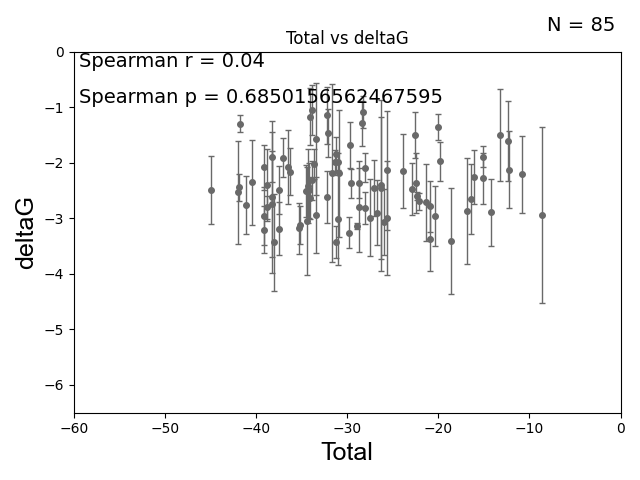 N = 85
Total vs deltaG
Spearman r = 0.04
Spearman p = 0.6850156562467595
0
−1
−2
−3
−4
−5
−6
deltaG
−60 −50 −40 −30 −20 −10 0
Total